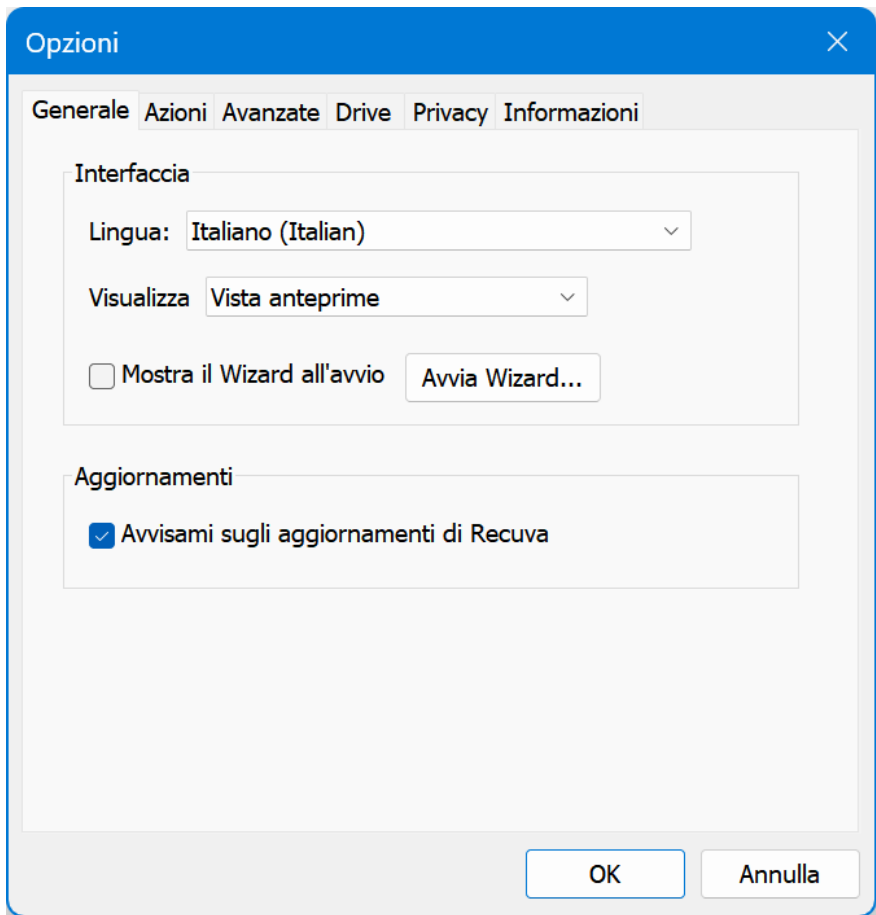 Opzioni
Generale Azioni Avanzate Drive Privacy Informazioni
Interfaccia
Lingua: Italiano (Italian)
Visualizza Vista anteprime
Mostra il Wizard all'avvio Avvia Wizard...
Aggiornamenti
Avvisami sugli aggiornamenti di Recuva
OK Annulla